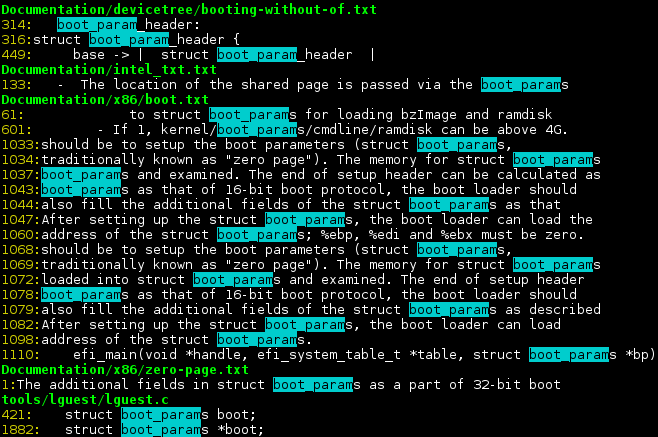 Documentation/devicetree/booting-without-of.txt
314:   boot_param_header:
316:struct boot_param_header {
449:     base -> |  struct boot_param_header  |
Documentation/intel_txt.txt
133:   -  The location of the shared page is passed via the boot_params
Documentation/x86/boot.txt
61:             to struct boot_params for loading bzImage and ramdisk
601:        - If 1, kernel/boot_params/cmdline/ramdisk can be above 4G.
1033:should be to setup the boot parameters (struct boot_params,
1034:traditionally known as "zero page"). The memory for struct boot_params
1037:boot_params and examined. The end of setup header can be calculated as
1043:boot_params as that of 16-bit boot protocol, the boot loader should
1044:also fill the additional fields of the struct boot_params as that
1047:After setting up the struct boot_params, the boot loader can load the
1060:address of the struct boot_params; %ebp, %edi and %ebx must be zero.
1068:should be to setup the boot parameters (struct boot_params,
1069:traditionally known as "zero page"). The memory for struct boot_params
1072:loaded into struct boot_params and examined. The end of setup header
1078:boot_params as that of 16-bit boot protocol, the boot loader should
1079:also fill the additional fields of the struct boot_params as described
1082:After setting up the struct boot_params, the boot loader can load
1098:address of the struct boot_params.
1110:    efi_main(void *handle, efi_system_table_t *table, struct boot_params *bp)
Documentation/x86/zero-page.txt
1:The additional fields in struct boot_params as a part of 32-bit boot
tools/lguest/lguest.c
421:    struct boot_params boot;
1882:   struct boot_params *boot;